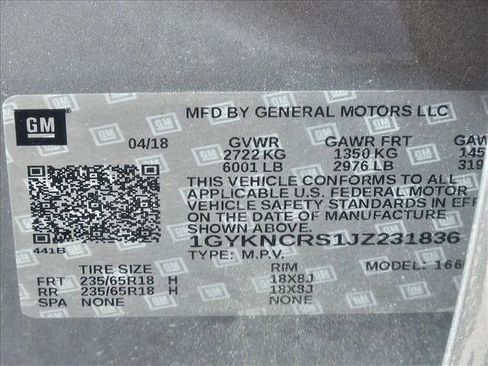 GM
MFD BY GENERAL MOTORS LLC
04/18 GVWR GAWR FRT
2722 KG 1350 KG
6001 LB 2976 LB
THIS VEHICLE CONFORMS TO ALL
APPLICABLE U.S. FEDERAL MOTOR
VEHICLE SAFETY STANDARDS IN EFF
ON THE DATE OF MANUFACTURE
SHOWN ABOVE.
1GYKNCRS1JZ231836
441B TYPE: M.P.V. MODEL: 166
TIRE SIZE RIM
FRT 235/65R18 H 18X8J
RR 235/65R18 H 18X8J
SPA NONE NONE